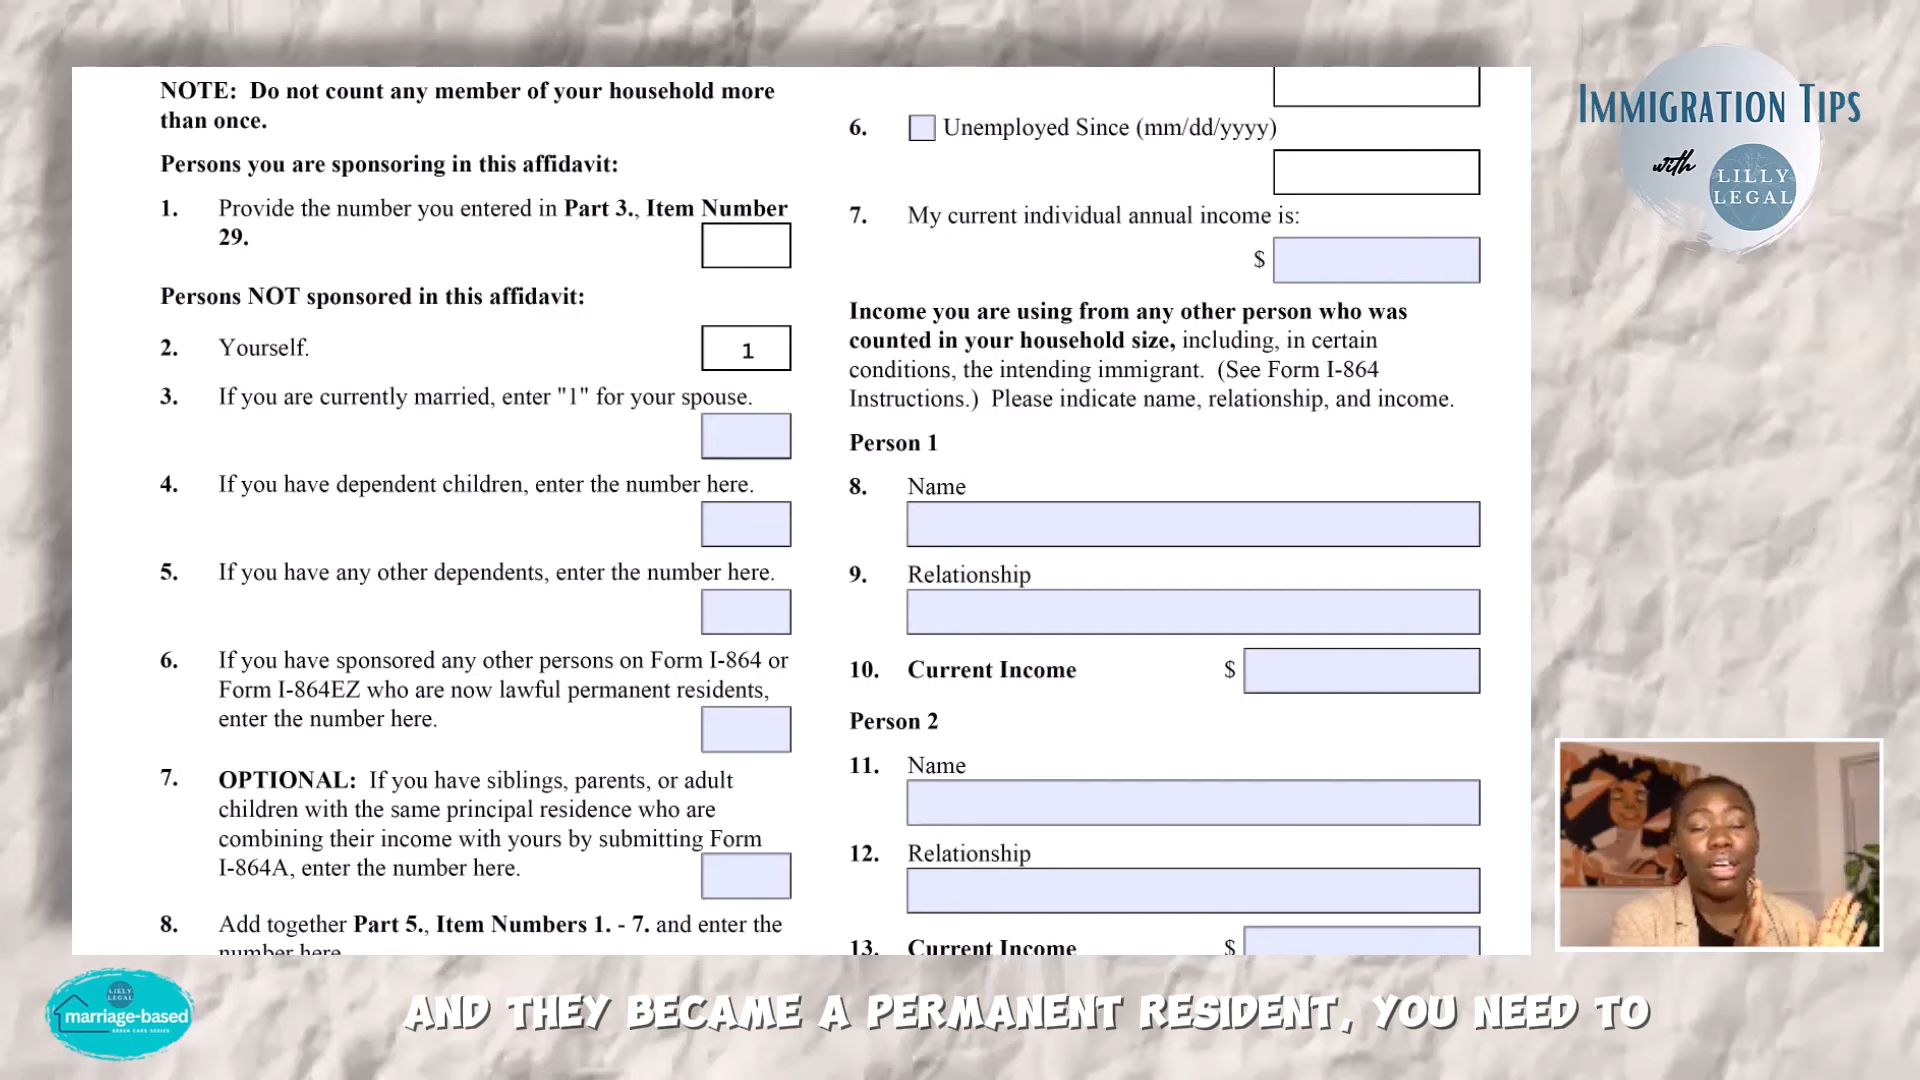 NOTE: Do not count any member of your household more
than once.
Persons you are sponsoring in this affidavit:
1. Provide the number you entered in Part 3., Item Number
29.
Persons NOT sponsored in this affidavit:
2. Yourself. 1
3. If you are currently married, enter "1" for your spouse.
4. If you have dependent children, enter the number here.
5. If you have any other dependents, enter the number here.
6. If you have sponsored any other persons on Form I-864 or
Form I-864EZ who are now lawful permanent residents,
enter the number here.
7. OPTIONAL: If you have siblings, parents, or adult
children with the same principal residence who are
combining their income with yours by submitting Form
I-864A, enter the number here.
8. Add together Part 5., Item Numbers 1. - 7. and enter the
number here.
6. Unemployed Since (mm/dd/yyyy)
7. My current individual annual income is:
$
Income you are using from any other person who was
counted in your household size, including, in certain
conditions, the intending immigrant. (See Form I-864
Instructions.) Please indicate name, relationship, and income.
Person 1
8. Name
9. Relationship
10. Current Income $
Person 2
11. Name
12. Relationship
13. Current Income $
IMMIGRATION TIPS
with
LILLY
LEGAL
LILLY
LEGAL
marriage-based
GREEN CARD SERIES
AND THEY BECAME A PERMANENT RESIDENT, YOU NEED TO